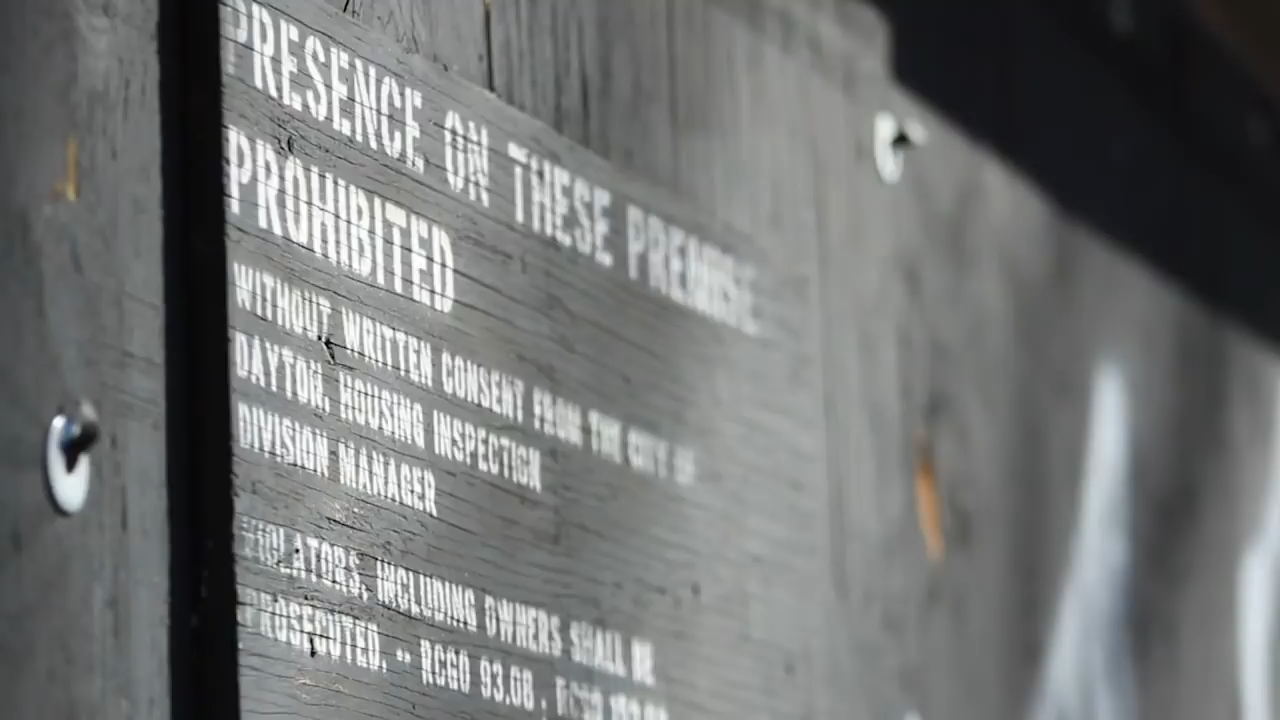 PRESENCE ON THESE PREMISE
PROHIBITED
WITHOUT WRITTEN CONSENT FROM THE CITY OF
DAYTON, HOUSING INSPECTION
DIVISION MANAGER
VIOLATORS, INCLUDING OWNERS SHALL BE
PROSECUTED. -- RCGO 93.08 ,